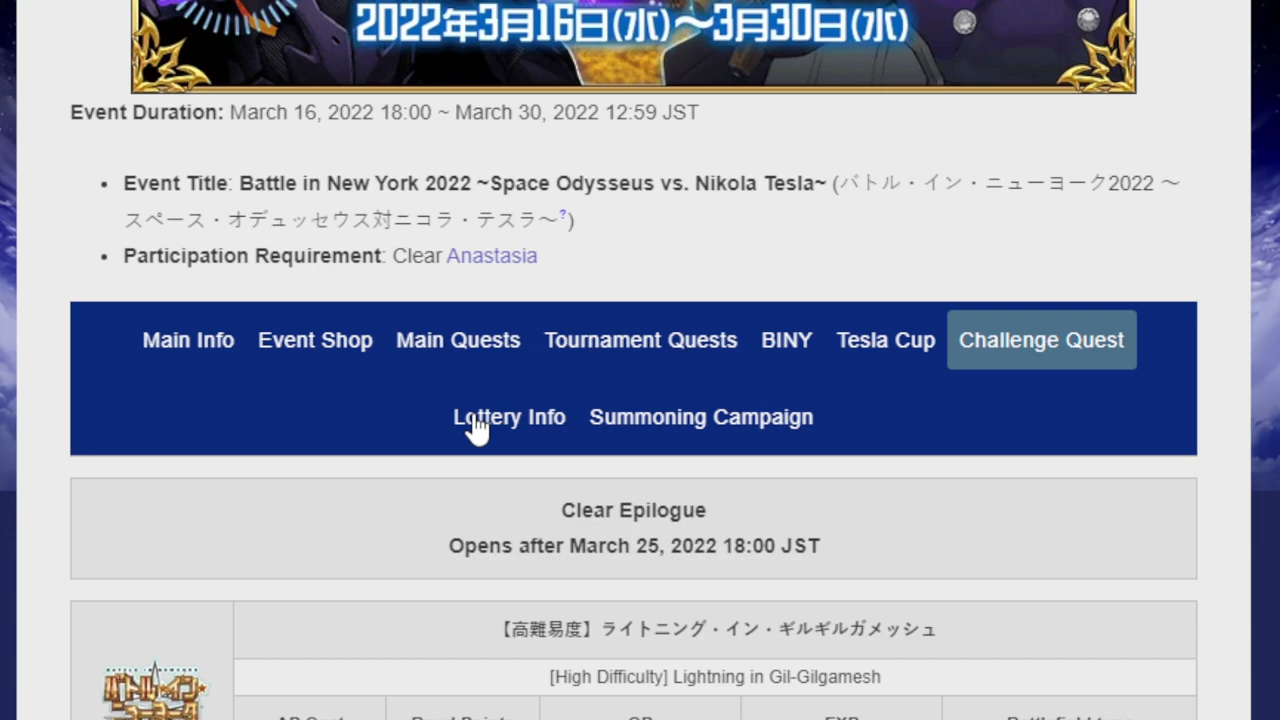 2022年3月16日(水)〜3月30日(水)
Event Duration: March 16, 2022 18:00 ~ March 30, 2022 12:59 JST
• Event Title: Battle in New York 2022 ~Space Odysseus vs. Nikola Tesla~ (バトル・イン・ニューヨーク2022 〜
スペース・オデュッセウス対ニコラ・テスラ〜?)
• Participation Requirement: Clear Anastasia
Main Info Event Shop Main Quests Tournament Quests BINY Tesla Cup Challenge Quest
Lottery Info Summoning Campaign
Clear Epilogue
Opens after March 25, 2022 18:00 JST
【高難易度】ライトニング・イン・ギルギルガメッシュ
[High Difficulty] Lightning in Gil-Gilgamesh
バトル・イン